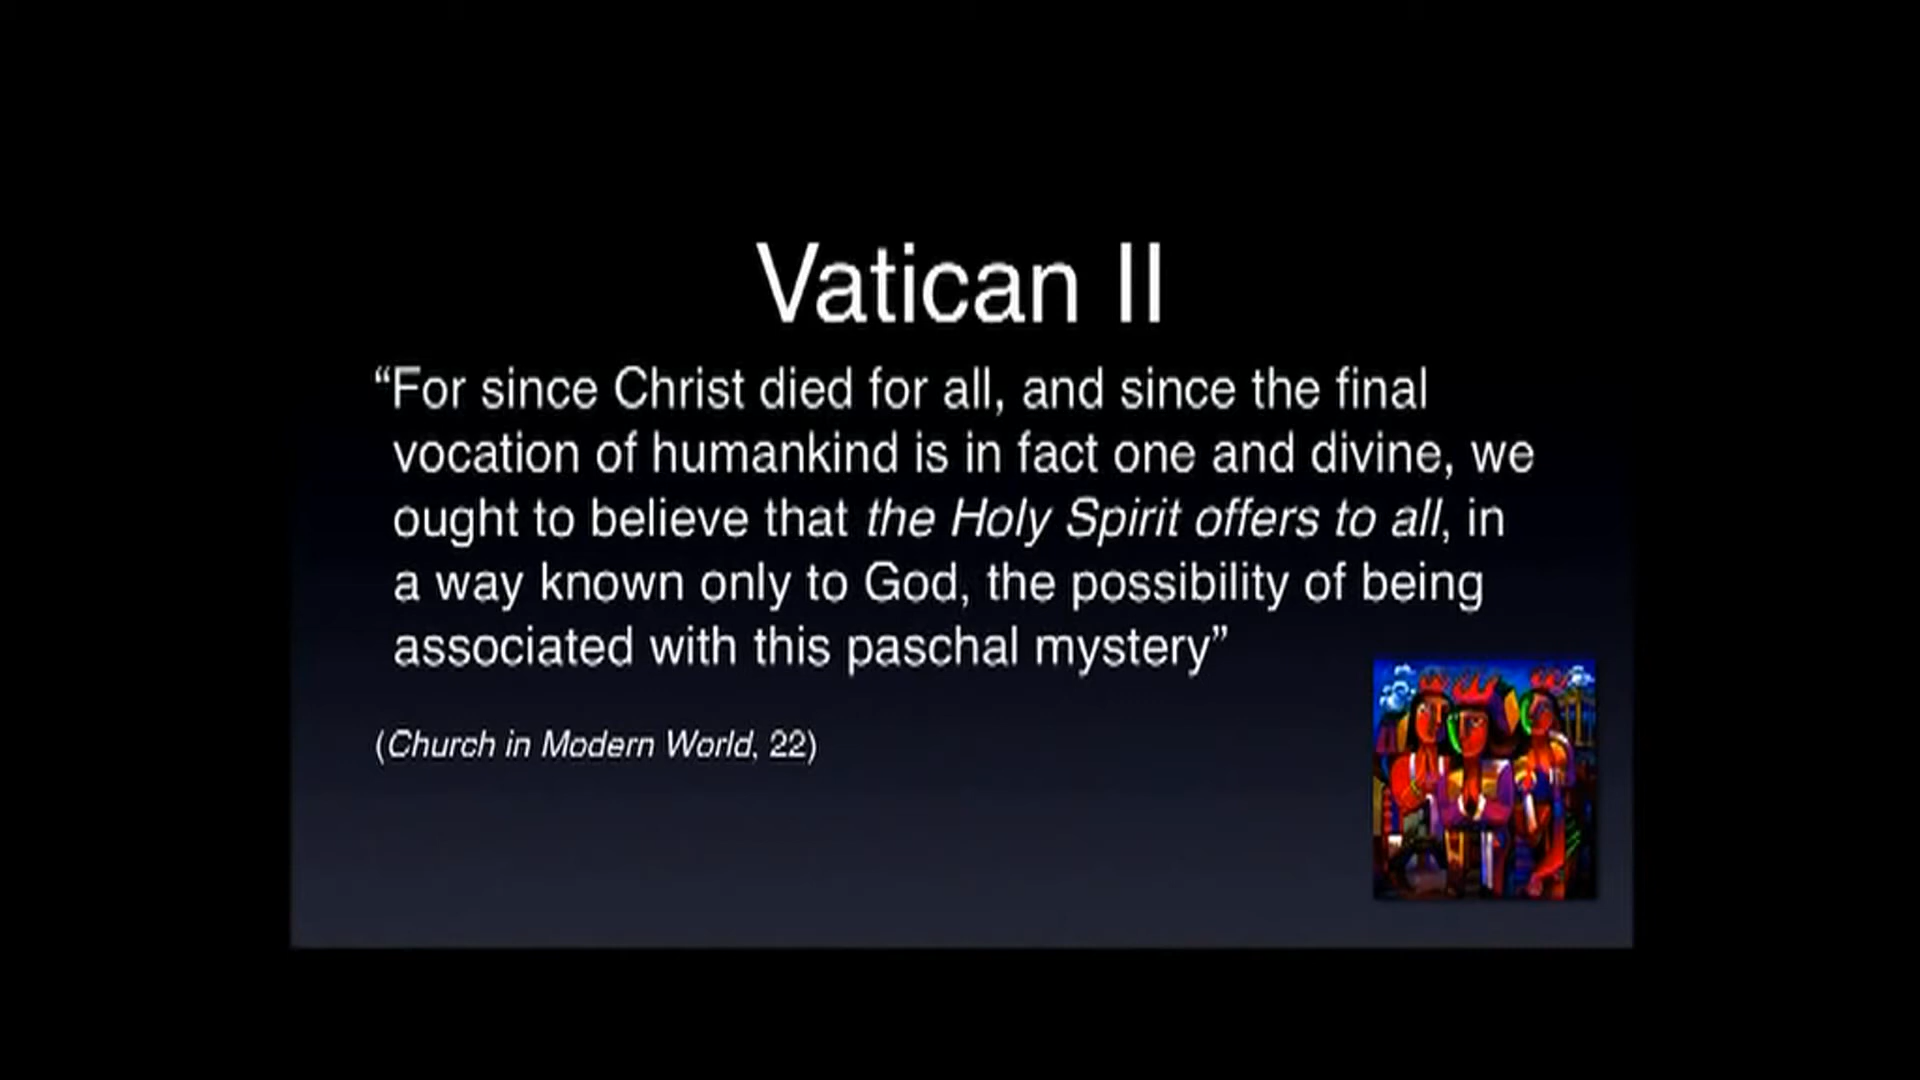 Vatican II
“For since Christ died for all, and since the final
vocation of humankind is in fact one and divine, we
ought to believe that the Holy Spirit offers to all, in
a way known only to God, the possibility of being
associated with this paschal mystery”
(Church in Modern World, 22)